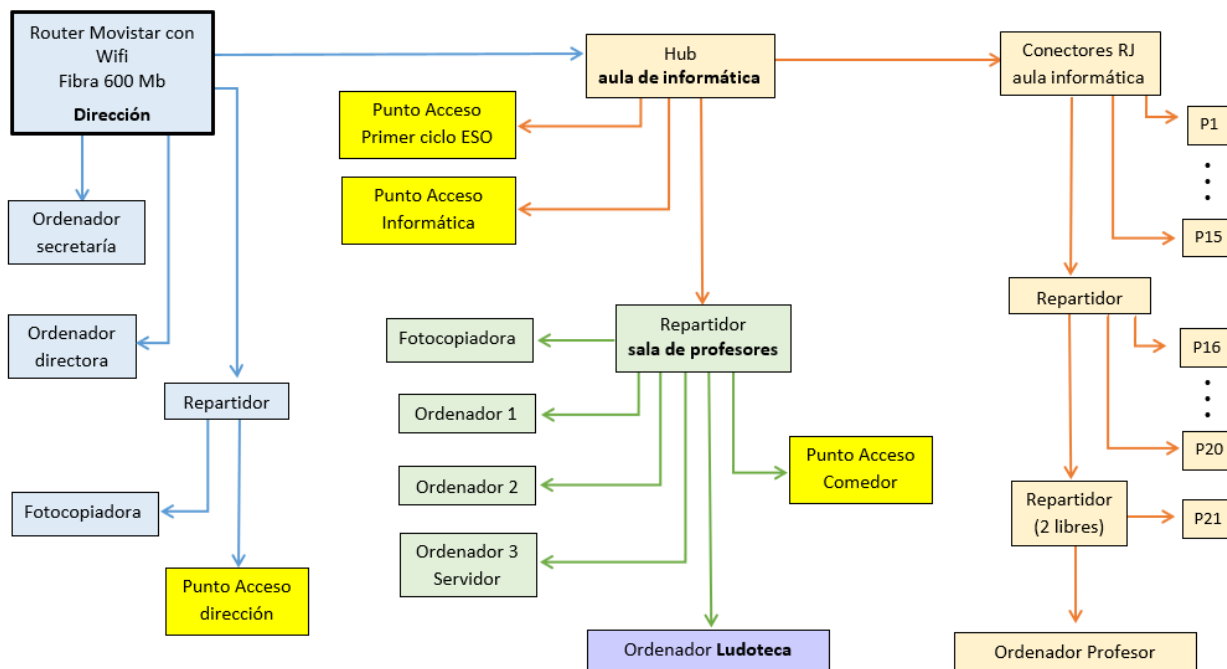 Router Movistar con
Wifi
Fibra 600 Mb
Dirección
Hub
aula de informática
Conectores RJ
aula informática
Punto Acceso
Primer ciclo ESO
P1
Punto Acceso
Informática
Ordenador
secretaría
P15
Repartidor
Repartidor
sala de profesores
Fotocopiadora
Ordenador
directora
P16
Repartidor
Ordenador 1
P20
Punto Acceso
Comedor
Ordenador 2
Fotocopiadora
Repartidor
(2 libres)
P21
Ordenador 3
Servidor
Punto Acceso
dirección
Ordenador Ludoteca
Ordenador Profesor